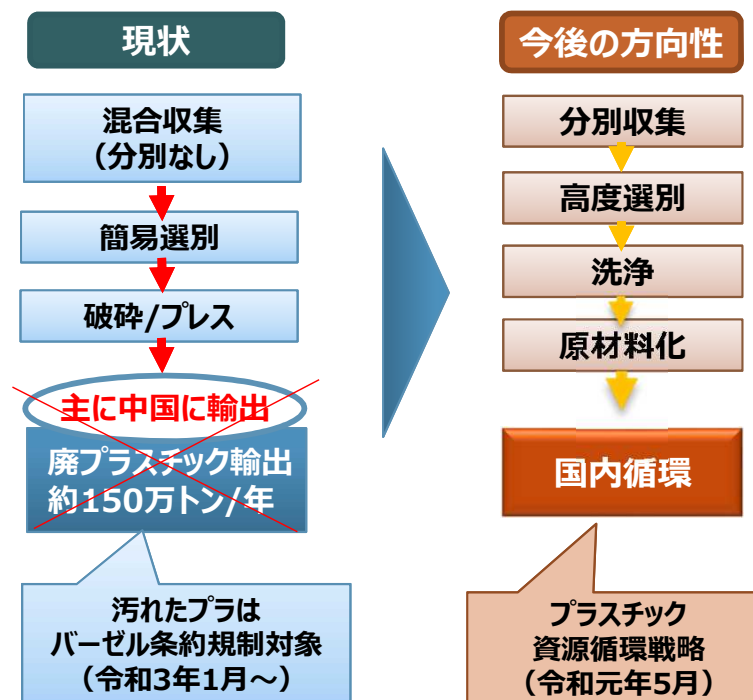 現状
混合収集
（分別なし）
簡易選別
破砕/プレス
主に中国に輸出
廃プラスチック輸出
約150万トン/年
汚れたプラは
バーゼル条約規制対象
（令和3年1月～）
今後の方向性
分別収集
高度選別
洗浄
原材料化
国内循環
プラスチック
資源循環戦略
（令和元年5月）